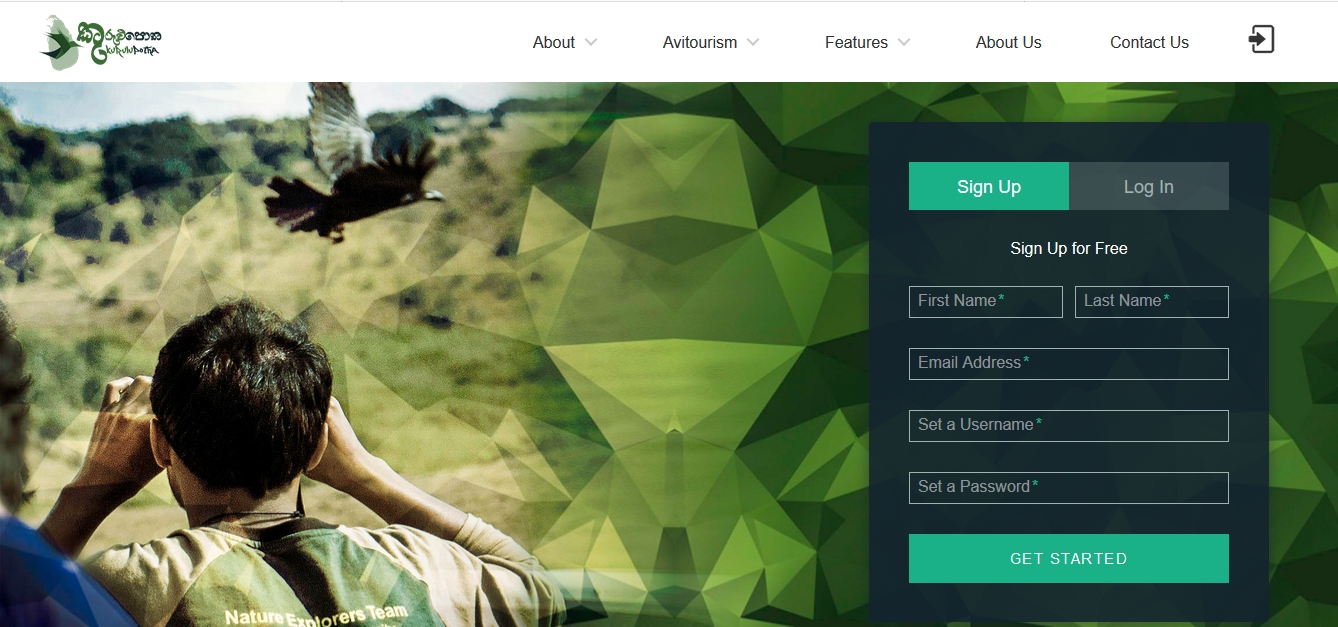 කුරුළුපොත
KURULUPOTHA
About
Avitourism
Features
About Us
Contact Us
Sign Up
Log In
Sign Up for Free
First Name*
Last Name*
Email Address*
Set a Username*
Set a Password*
GET STARTED
Nature Explorers Team